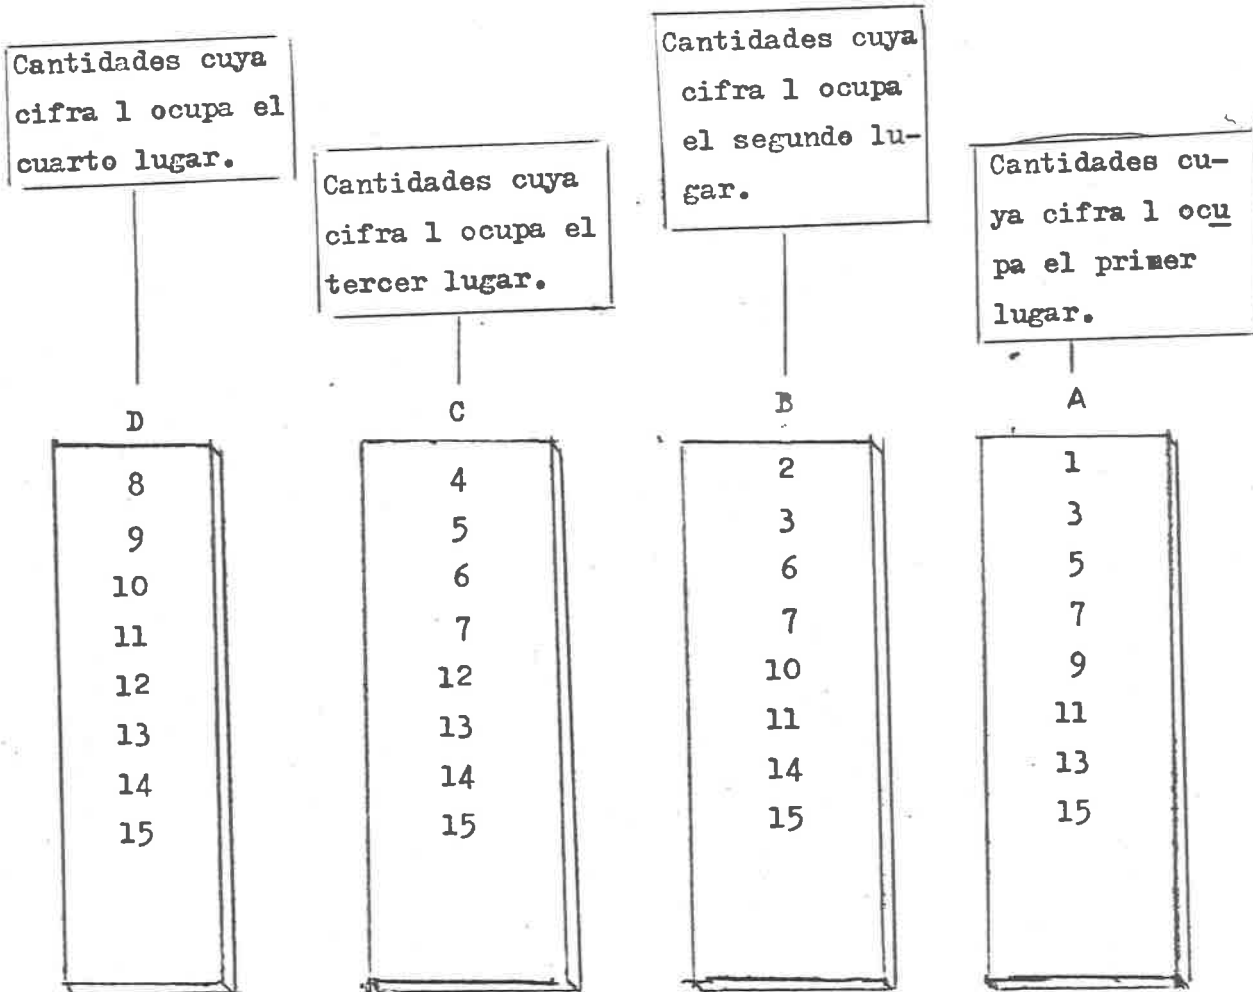 Cantidades cuya
cifra 1 ocupa el
cuarto lugar.
Cantidades cuya
cifra 1 ocupa el
tercer lugar.
Cantidades cuya
cifra 1 ocupa
el segundo lu-
gar.
Cantidades cu-
ya cifra 1 ocu
pa el primer
lugar.
D
8
9
10
11
12
13
14
15
C
4
5
6
7
12
13
14
15
B
2
3
6
7
10
11
14
15
A
1
3
5
7
9
11
13
15